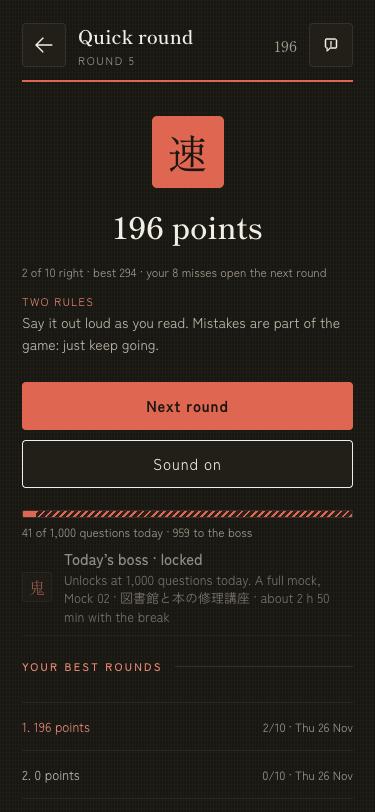 Quick round
ROUND 5
196
速
196 points
2 of 10 right · best 294 · your 8 misses open the next round
TWO RULES
Say it out loud as you read. Mistakes are part of the
game: just keep going.
Next round
Sound on
41 of 1,000 questions today · 959 to the boss
鬼
Today's boss · locked
Unlocks at 1,000 questions today. A full mock,
Mock 02 · 図書館と本の修理講座 · about 2 h 50
min with the break
YOUR BEST ROUNDS
1. 196 points
2/10 · Thu 26 Nov
2. 0 points
0/10 · Thu 26 Nov